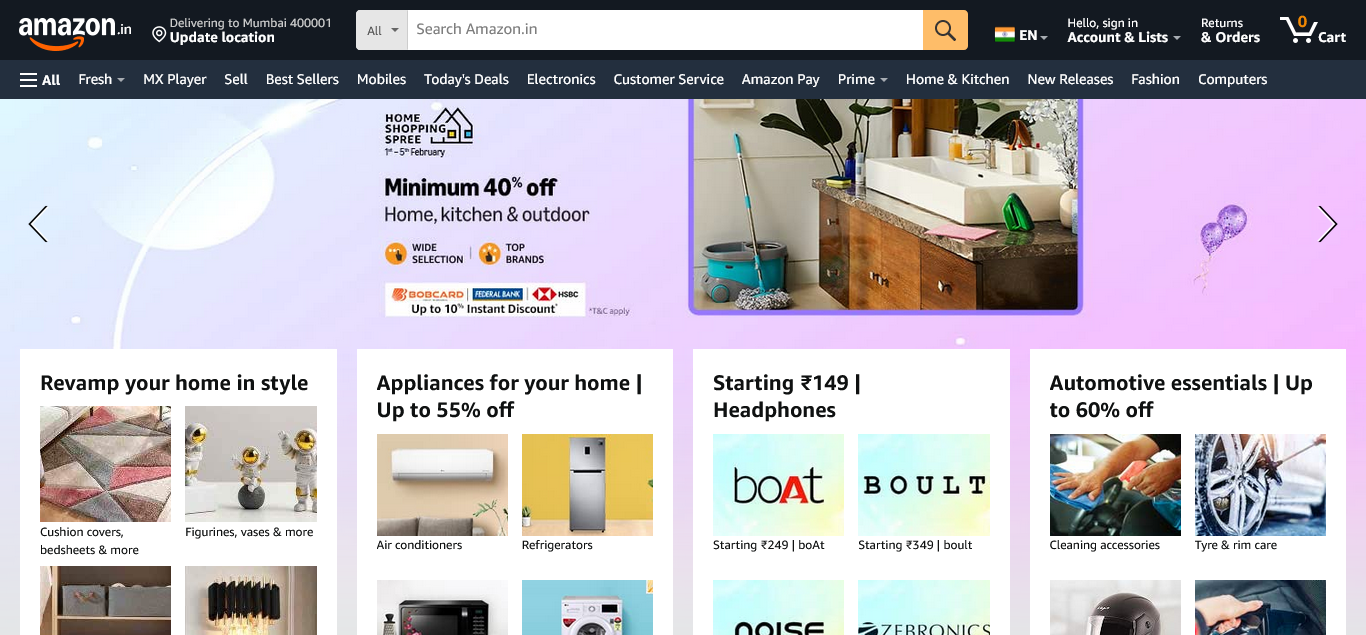 amazon.in
Delivering to Mumbai 400001
Update location
All
Search Amazon.in
EN
Hello, sign in
Account & Lists
Returns
& Orders
0
Cart
All
Fresh
MX Player
Sell
Best Sellers
Mobiles
Today's Deals
Electronics
Customer Service
Amazon Pay
Prime
Home & Kitchen
New Releases
Fashion
Computers
HOME
SHOPPING
SPREE
1st - 5th February
Minimum 40% off
Home, kitchen & outdoor
WIDE
SELECTION
TOP
BRANDS
BOBCARD | FEDERAL BANK | HSBC
Up to 10% Instant Discount*
*T&C apply
Revamp your home in style
Cushion covers,
bedsheets & more
Figurines, vases & more
Appliances for your home |
Up to 55% off
Air conditioners
Refrigerators
Starting ₹149 |
Headphones
boAt
BOULT
Starting ₹249 | boAt
Starting ₹349 | boult
noise
ZEBRONICS
Automotive essentials | Up
to 60% off
Cleaning accessories
Tyre & rim care